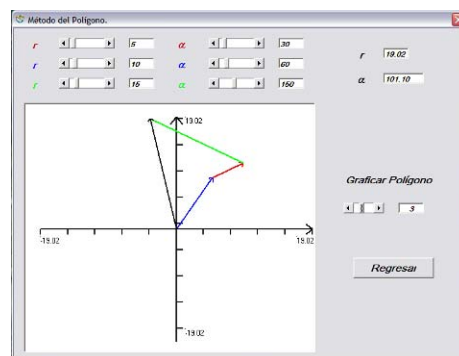 Método del Polígono.
r 5 α 30
r 10 α 60
r 15 α 150
r 19.02
α 101.10
19.02
-19.02 19.02
-19.02
Graficar Polígono
3
Regresar